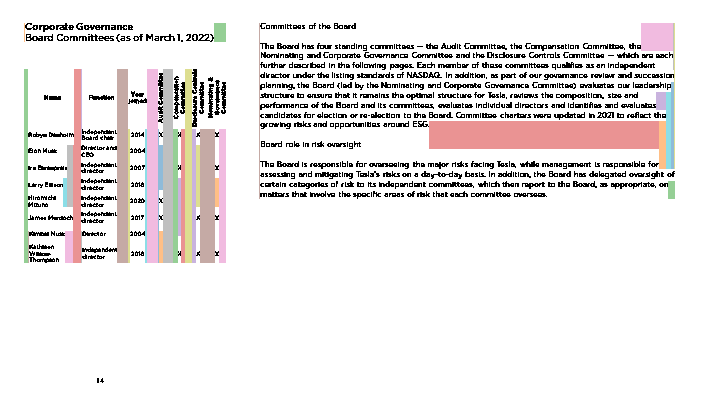 Corporate Governance
Board Committees (as of March 1, 2022)
Name Function Year joined Audit Committee Compensation Committee Disclosure Controls Committee Nominating & Governance Committee
Robyn Denholm Independent Board chair 2014 X X X X
Elon Musk Director and CEO 2004
Ira Ehrenpreis Independent director 2007 X X
Larry Ellison Independent director 2018
Hiromichi Mizuno Independent director 2020 X
James Murdoch Independent director 2017 X X X
Kimbal Musk Director 2004
Kathleen Wilson-Thompson Independent director 2018 X X X
14
Committees of the Board
The Board has four standing committees — the Audit Committee, the Compensation Committee, the
Nominating and Corporate Governance Committee and the Disclosure Controls Committee — which are each
further described in the following pages. Each member of these committees qualifies as an independent
director under the listing standards of NASDAQ. In addition, as part of our governance review and succession
planning, the Board (led by the Nominating and Corporate Governance Committee) evaluates our leadership
structure to ensure that it remains the optimal structure for Tesla, reviews the composition, size and
performance of the Board and its committees, evaluates individual directors and identifies and evaluates
candidates for election or re-election to the Board. Committee charters were updated in 2021 to reflect the
growing risks and opportunities around ESG.
Board role in risk oversight
The Board is responsible for overseeing the major risks facing Tesla, while management is responsible for
assessing and mitigating Tesla's risks on a day-to-day basis. In addition, the Board has delegated oversight of
certain categories of risk to its independent committees, which then report to the Board, as appropriate, on
matters that involve the specific areas of risk that each committee oversees.